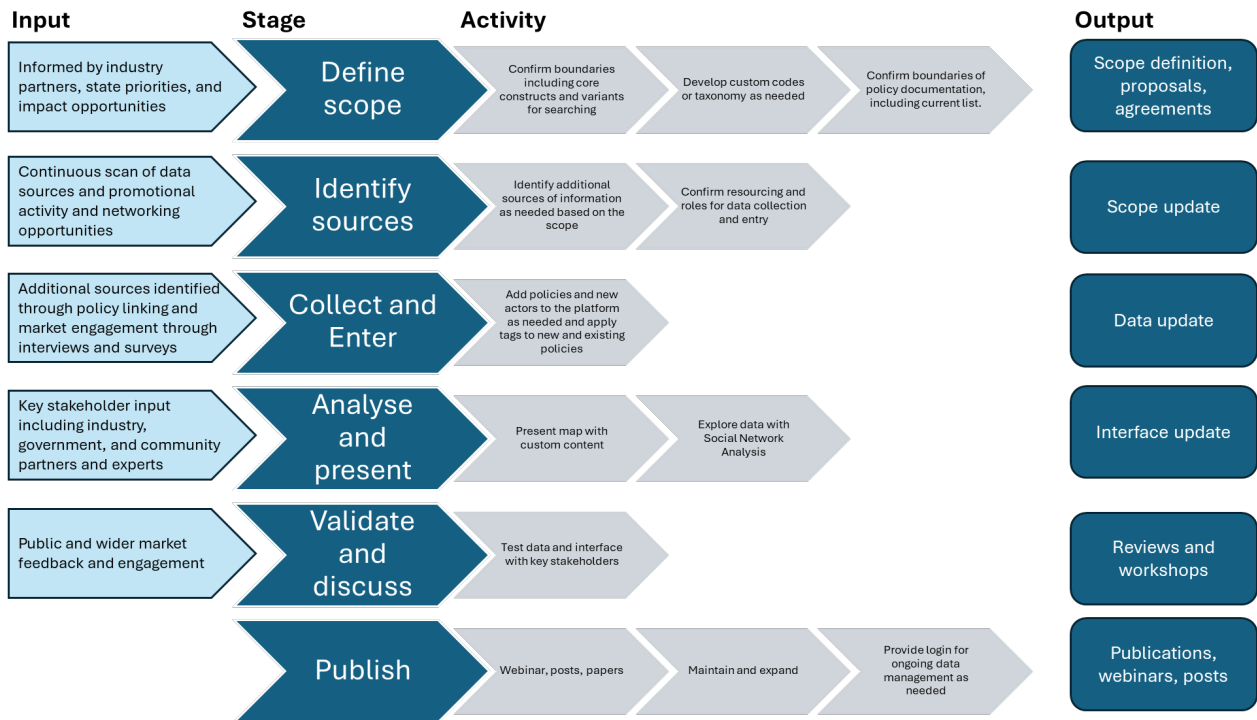 Input
Stage
Activity
Output
Informed by industry
partners, state priorities, and
impact opportunities
Define
scope
Confirm boundaries
including core
constructs and variants
for searching
Develop custom codes
or taxonomy as needed
Confirm boundaries of
policy documentation,
including current list.
Scope definition,
proposals,
agreements
Continuous scan of data
sources and promotional
activity and networking
opportunities
Identify
sources
Identify additional
sources of information
as needed based on the
scope
Confirm resourcing and
roles for data collection
and entry
Scope update
Additional sources identified
through policy linking and
market engagement through
interviews and surveys
Collect and
Enter
Add policies and new
actors to the platform
as needed and apply
tags to new and existing
policies
Data update
Key stakeholder input
including industry,
government, and community
partners and experts
Analyse
and
present
Present map with
custom content
Explore data with
Social Network
Analysis
Interface update
Public and wider market
feedback and engagement
Validate
and
discuss
Test data and interface
with key stakeholders
Reviews and
workshops
Publish
Webinar, posts, papers
Maintain and expand
Provide login for
ongoing data
management as
needed
Publications,
webinars, posts